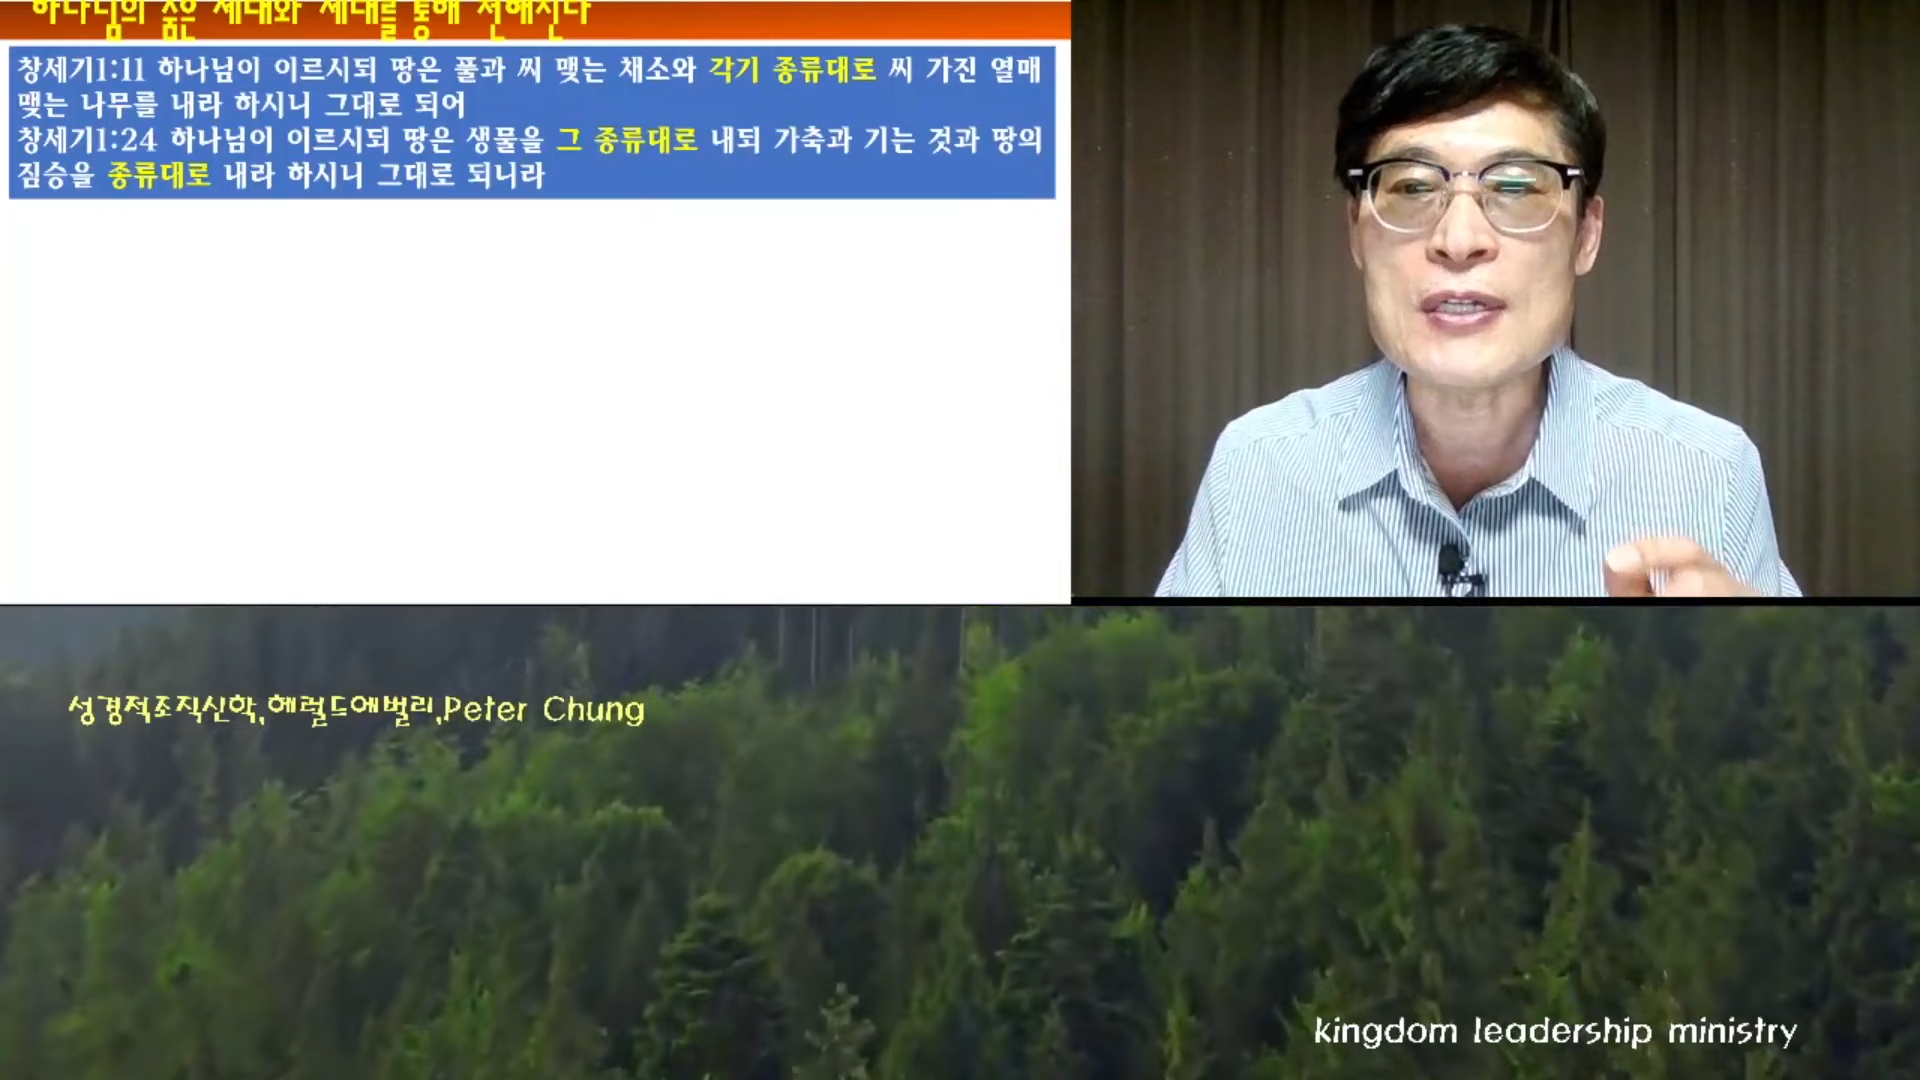 하나님의 숨은 세대와 세대를 통해 전해진다
창세기1:11 하나님이 이르시되 땅은 풀과 씨 맺는 채소와 각기 종류대로 씨 가진 열매
맺는 나무를 내라 하시니 그대로 되어
창세기1:24 하나님이 이르시되 땅은 생물을 그 종류대로 내되 가축과 기는 것과 땅의
짐승을 종류대로 내라 하시니 그대로 되니라
성경적조직신학,헤럴드에벌리,Peter Chung
kingdom leadership ministry